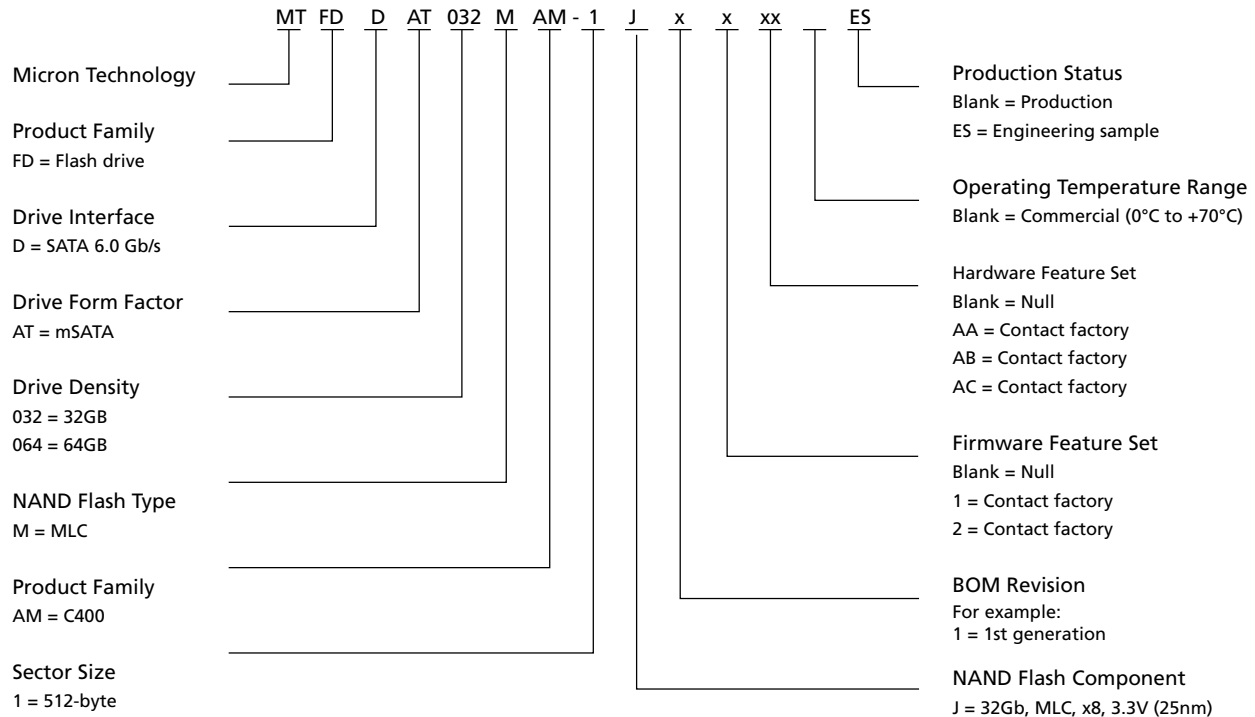 MT FD D AT 032 M AM - 1 J x x xx ES
Micron Technology
Product Family
FD = Flash drive
Drive Interface
D = SATA 6.0 Gb/s
Drive Form Factor
AT = mSATA
Drive Density
032 = 32GB
064 = 64GB
NAND Flash Type
M = MLC
Product Family
AM = C400
Sector Size
1 = 512-byte
Production Status
Blank = Production
ES = Engineering sample
Operating Temperature Range
Blank = Commercial (0°C to +70°C)
Hardware Feature Set
Blank = Null
AA = Contact factory
AB = Contact factory
AC = Contact factory
Firmware Feature Set
Blank = Null
1 = Contact factory
2 = Contact factory
BOM Revision
For example:
1 = 1st generation
NAND Flash Component
J = 32Gb, MLC, x8, 3.3V (25nm)